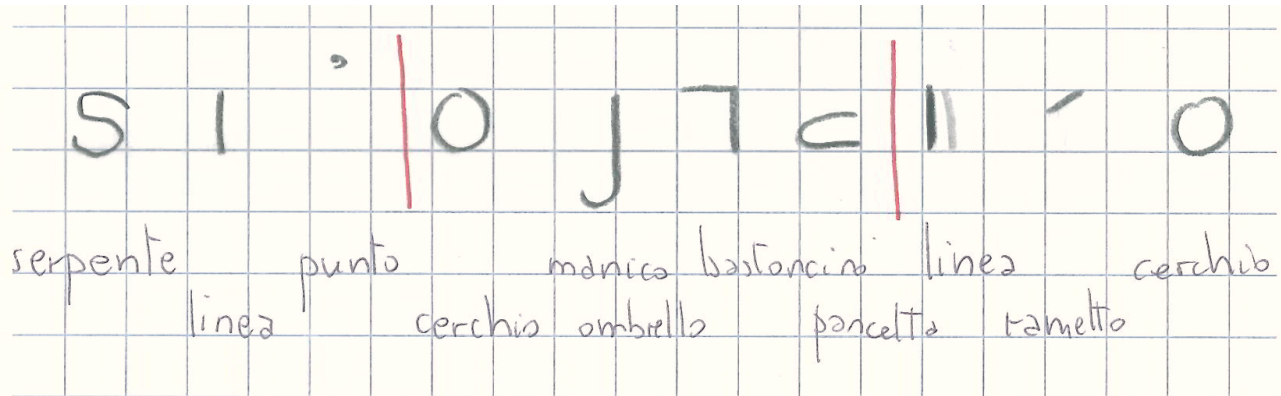 serpente punto manico bastoncino linea cerchio
linea cerchio ombrello pancetta rametto